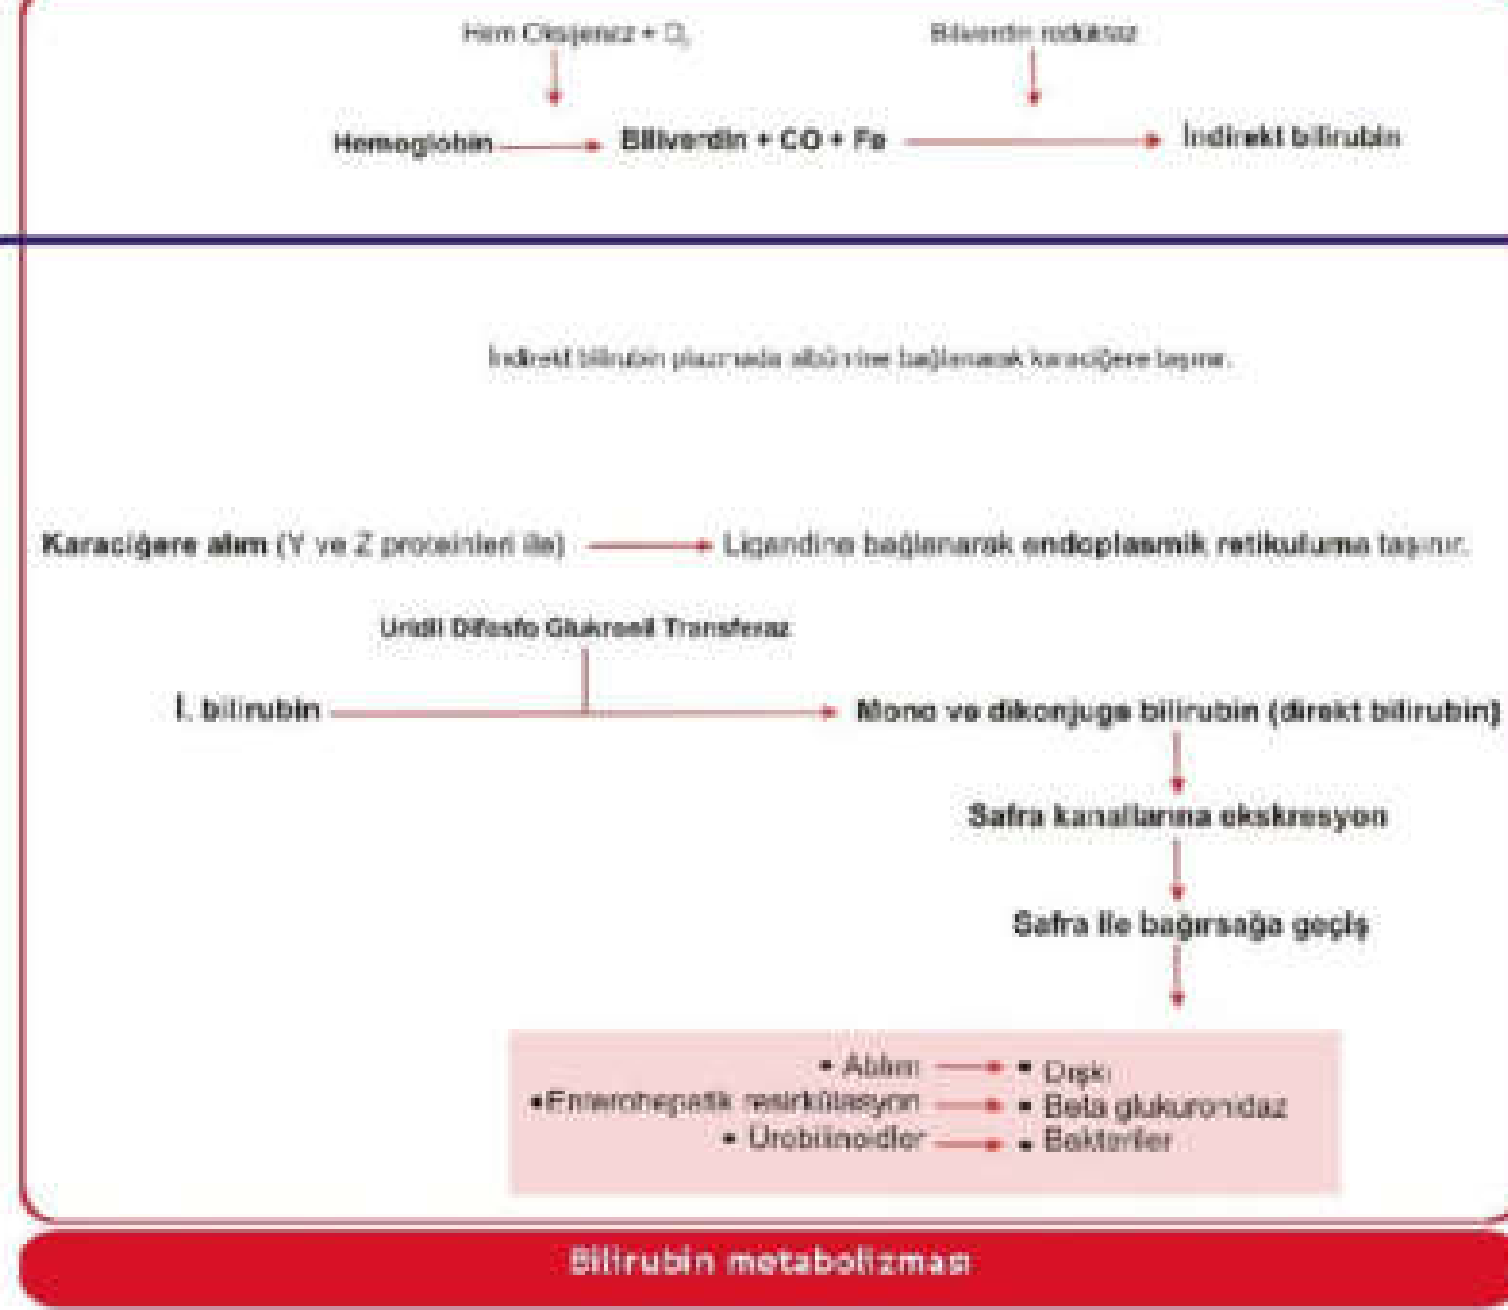 Hem Oksijenaz + O₂ Biliverdin redüktaz
Hemoglobin Biliverdin + CO + Fe İndirekt bilirubin
İndirekt bilirubin plazmada albümine bağlanarak karaciğere taşınır.
Karaciğere alım (Y ve Z proteinleri ile) Ligandine bağlanarak endoplasmik retikuluma taşınır.
Uridil Difosfo Glukronil Transferaz
İ. bilirubin Mono ve dikonjuge bilirubin (direkt bilirubin)
Safra kanallarına ekskresyon
Safra ile bağırsağa geçiş
• Atılım • Dışkı
• Enterohepatik resirkülasyon • Beta glukuronidaz
• Ürobilinoidler • Bakteriler
Bilirubin metabolizması